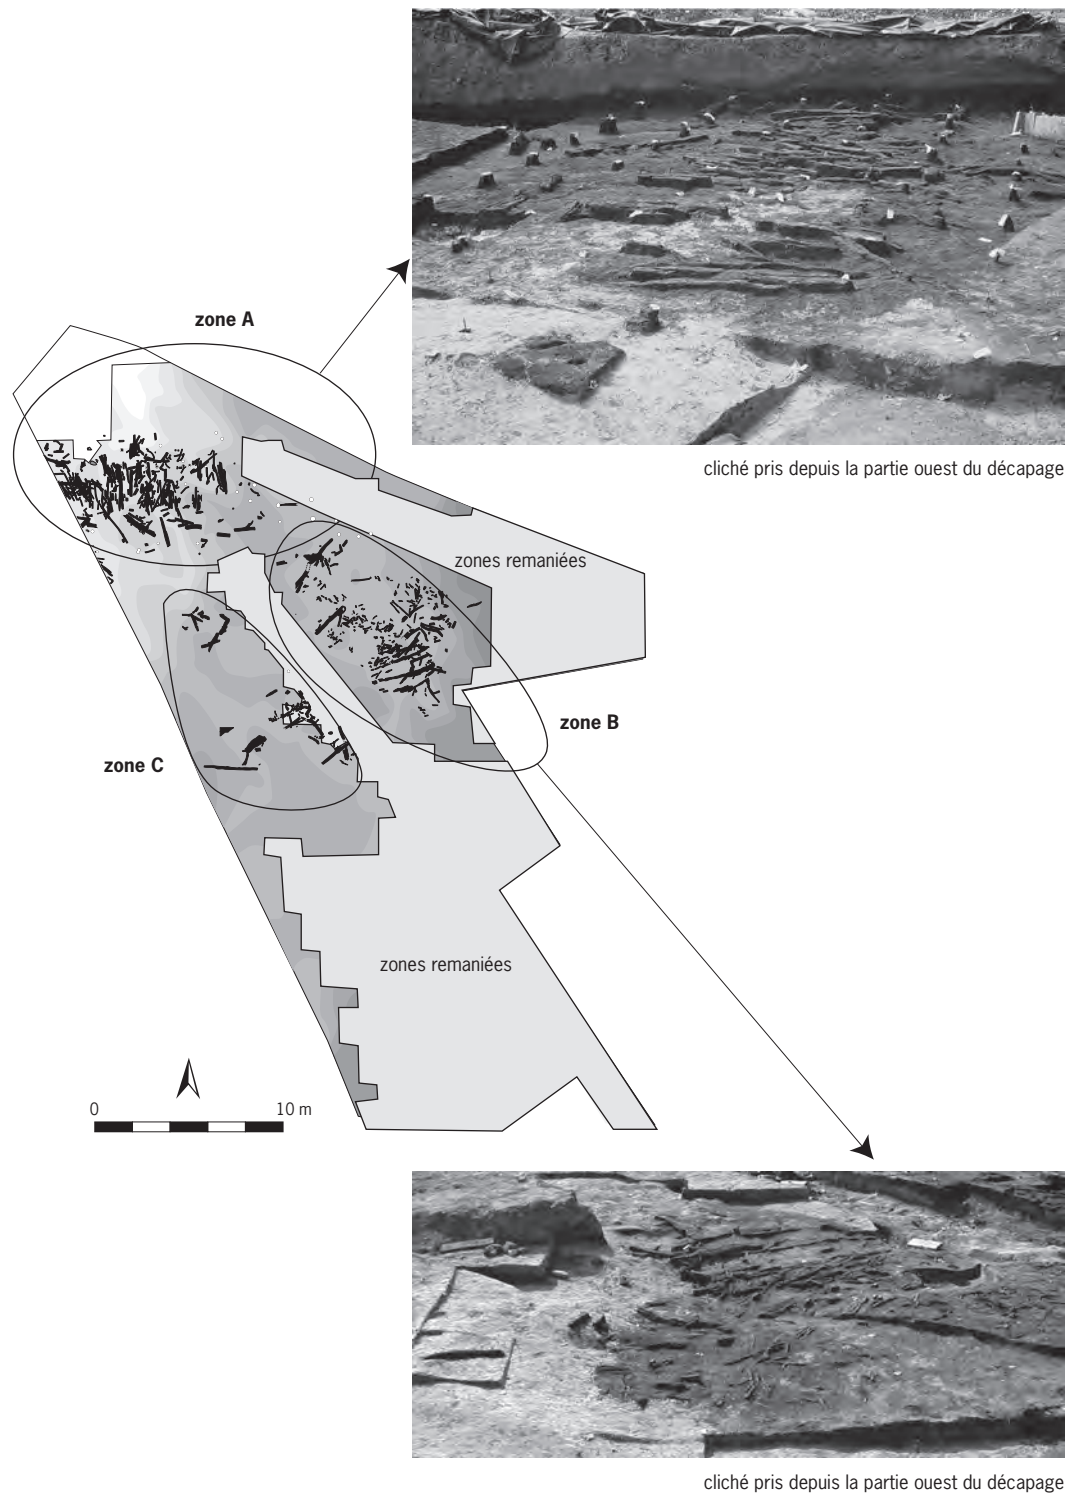 zone A
cliché pris depuis la partie ouest du décapage
zones remaniées
zone B
zone C
zones remaniées
0 10 m
cliché pris depuis la partie ouest du décapage